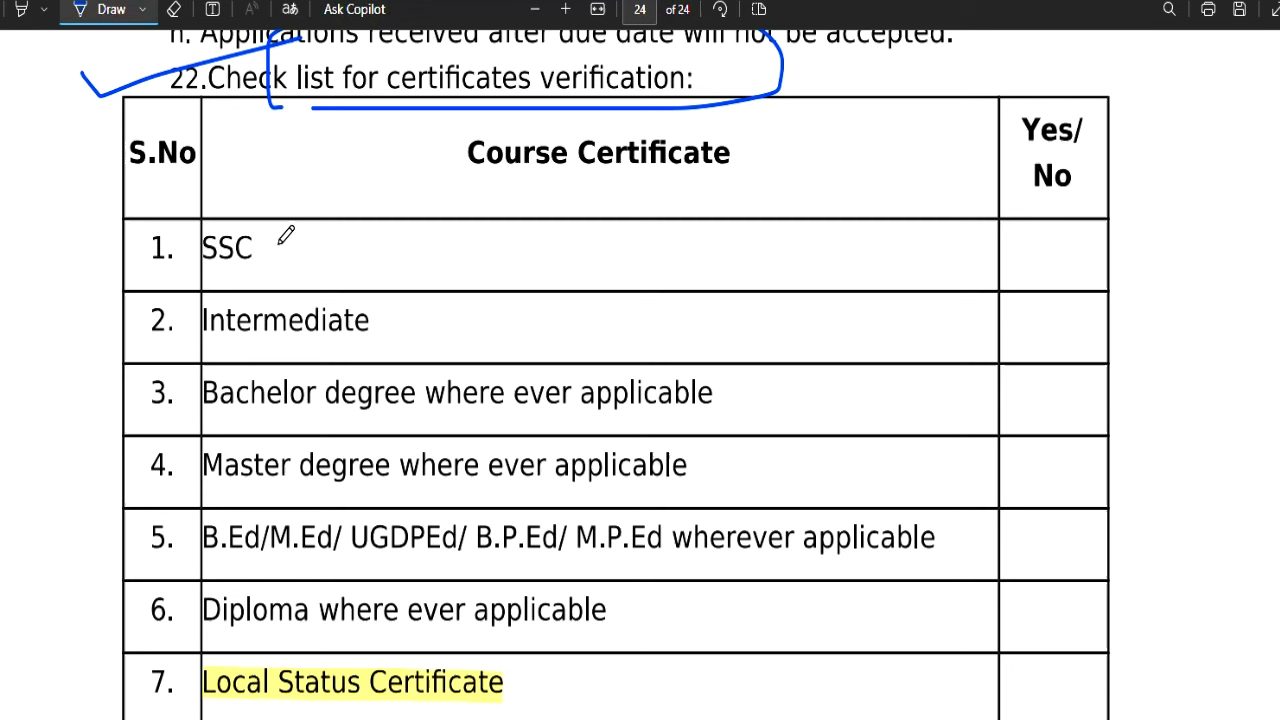 Draw
aあ
Ask Copilot
24 of 24
n. Applications received after due date will not be accepted.
22.Check list for certificates verification:
S.No Course Certificate Yes/
No
1. SSC
2. Intermediate
3. Bachelor degree where ever applicable
4. Master degree where ever applicable
5. B.Ed/M.Ed/ UGDPEd/ B.P.Ed/ M.P.Ed wherever applicable
6. Diploma where ever applicable
7. Local Status Certificate